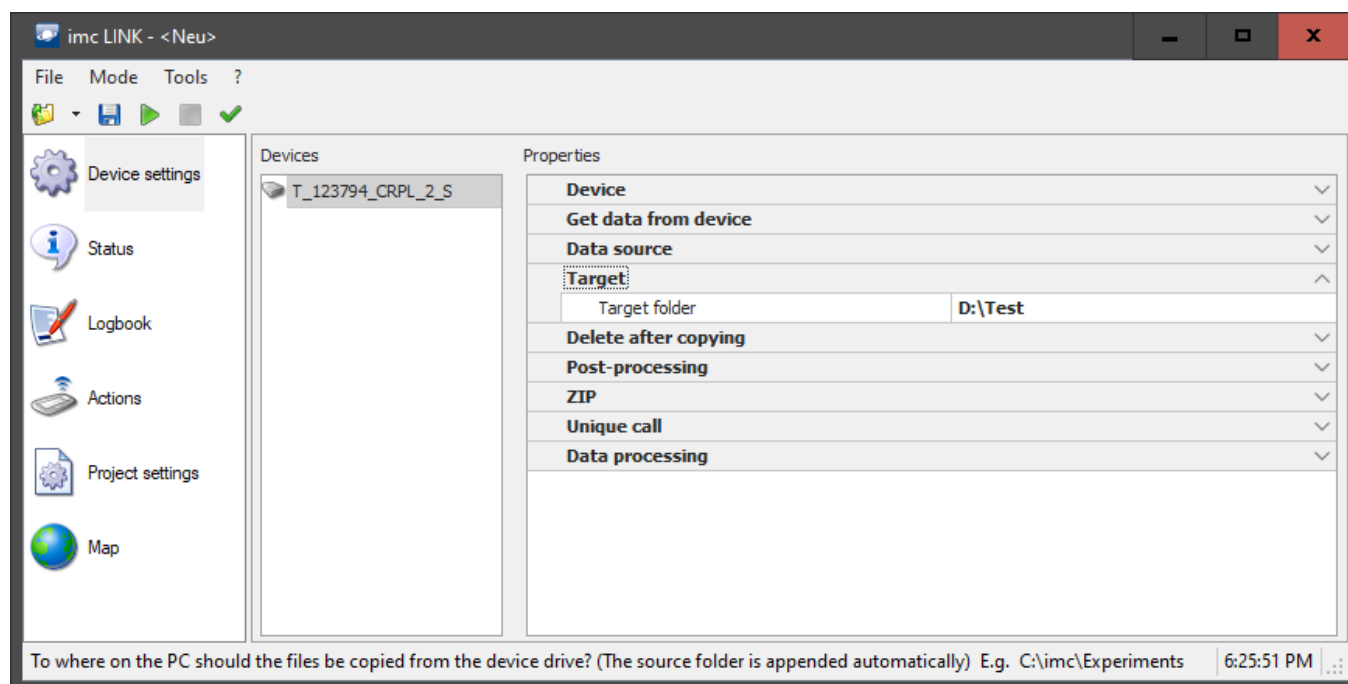 imc LINK - <Neu>
File Mode Tools ?
Device settings
Status
Logbook
Actions
Project settings
Map
Devices
T_123794_CRPL_2_S
Properties
Device
Get data from device
Data source
Target
Target folder D:\Test
Delete after copying
Post-processing
ZIP
Unique call
Data processing
To where on the PC should the files be copied from the device drive? (The source folder is appended automatically) E.g. C:\imc\Experiments 6:25:51 PM